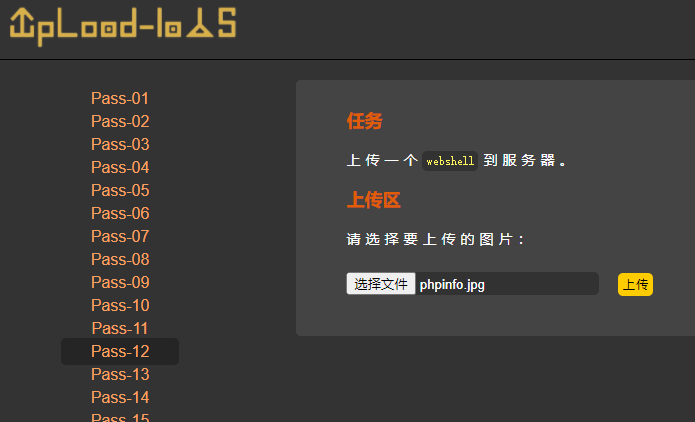 UpLoad-labS
Pass-01
Pass-02
Pass-03
Pass-04
Pass-05
Pass-06
Pass-07
Pass-08
Pass-09
Pass-10
Pass-11
Pass-12
Pass-13
Pass-14
Pass-15
任务
上传一个 webshell 到服务器。
上传区
请选择要上传的图片：
选择文件 phpinfo.jpg 上传